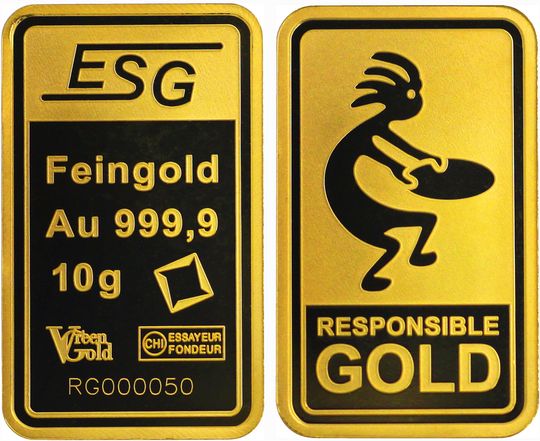 ESG
Feingold
Au 999,9
10g
Green
Gold
CHI
ESSAYEUR
FONDEUR
RG000050
RESPONSIBLE
GOLD